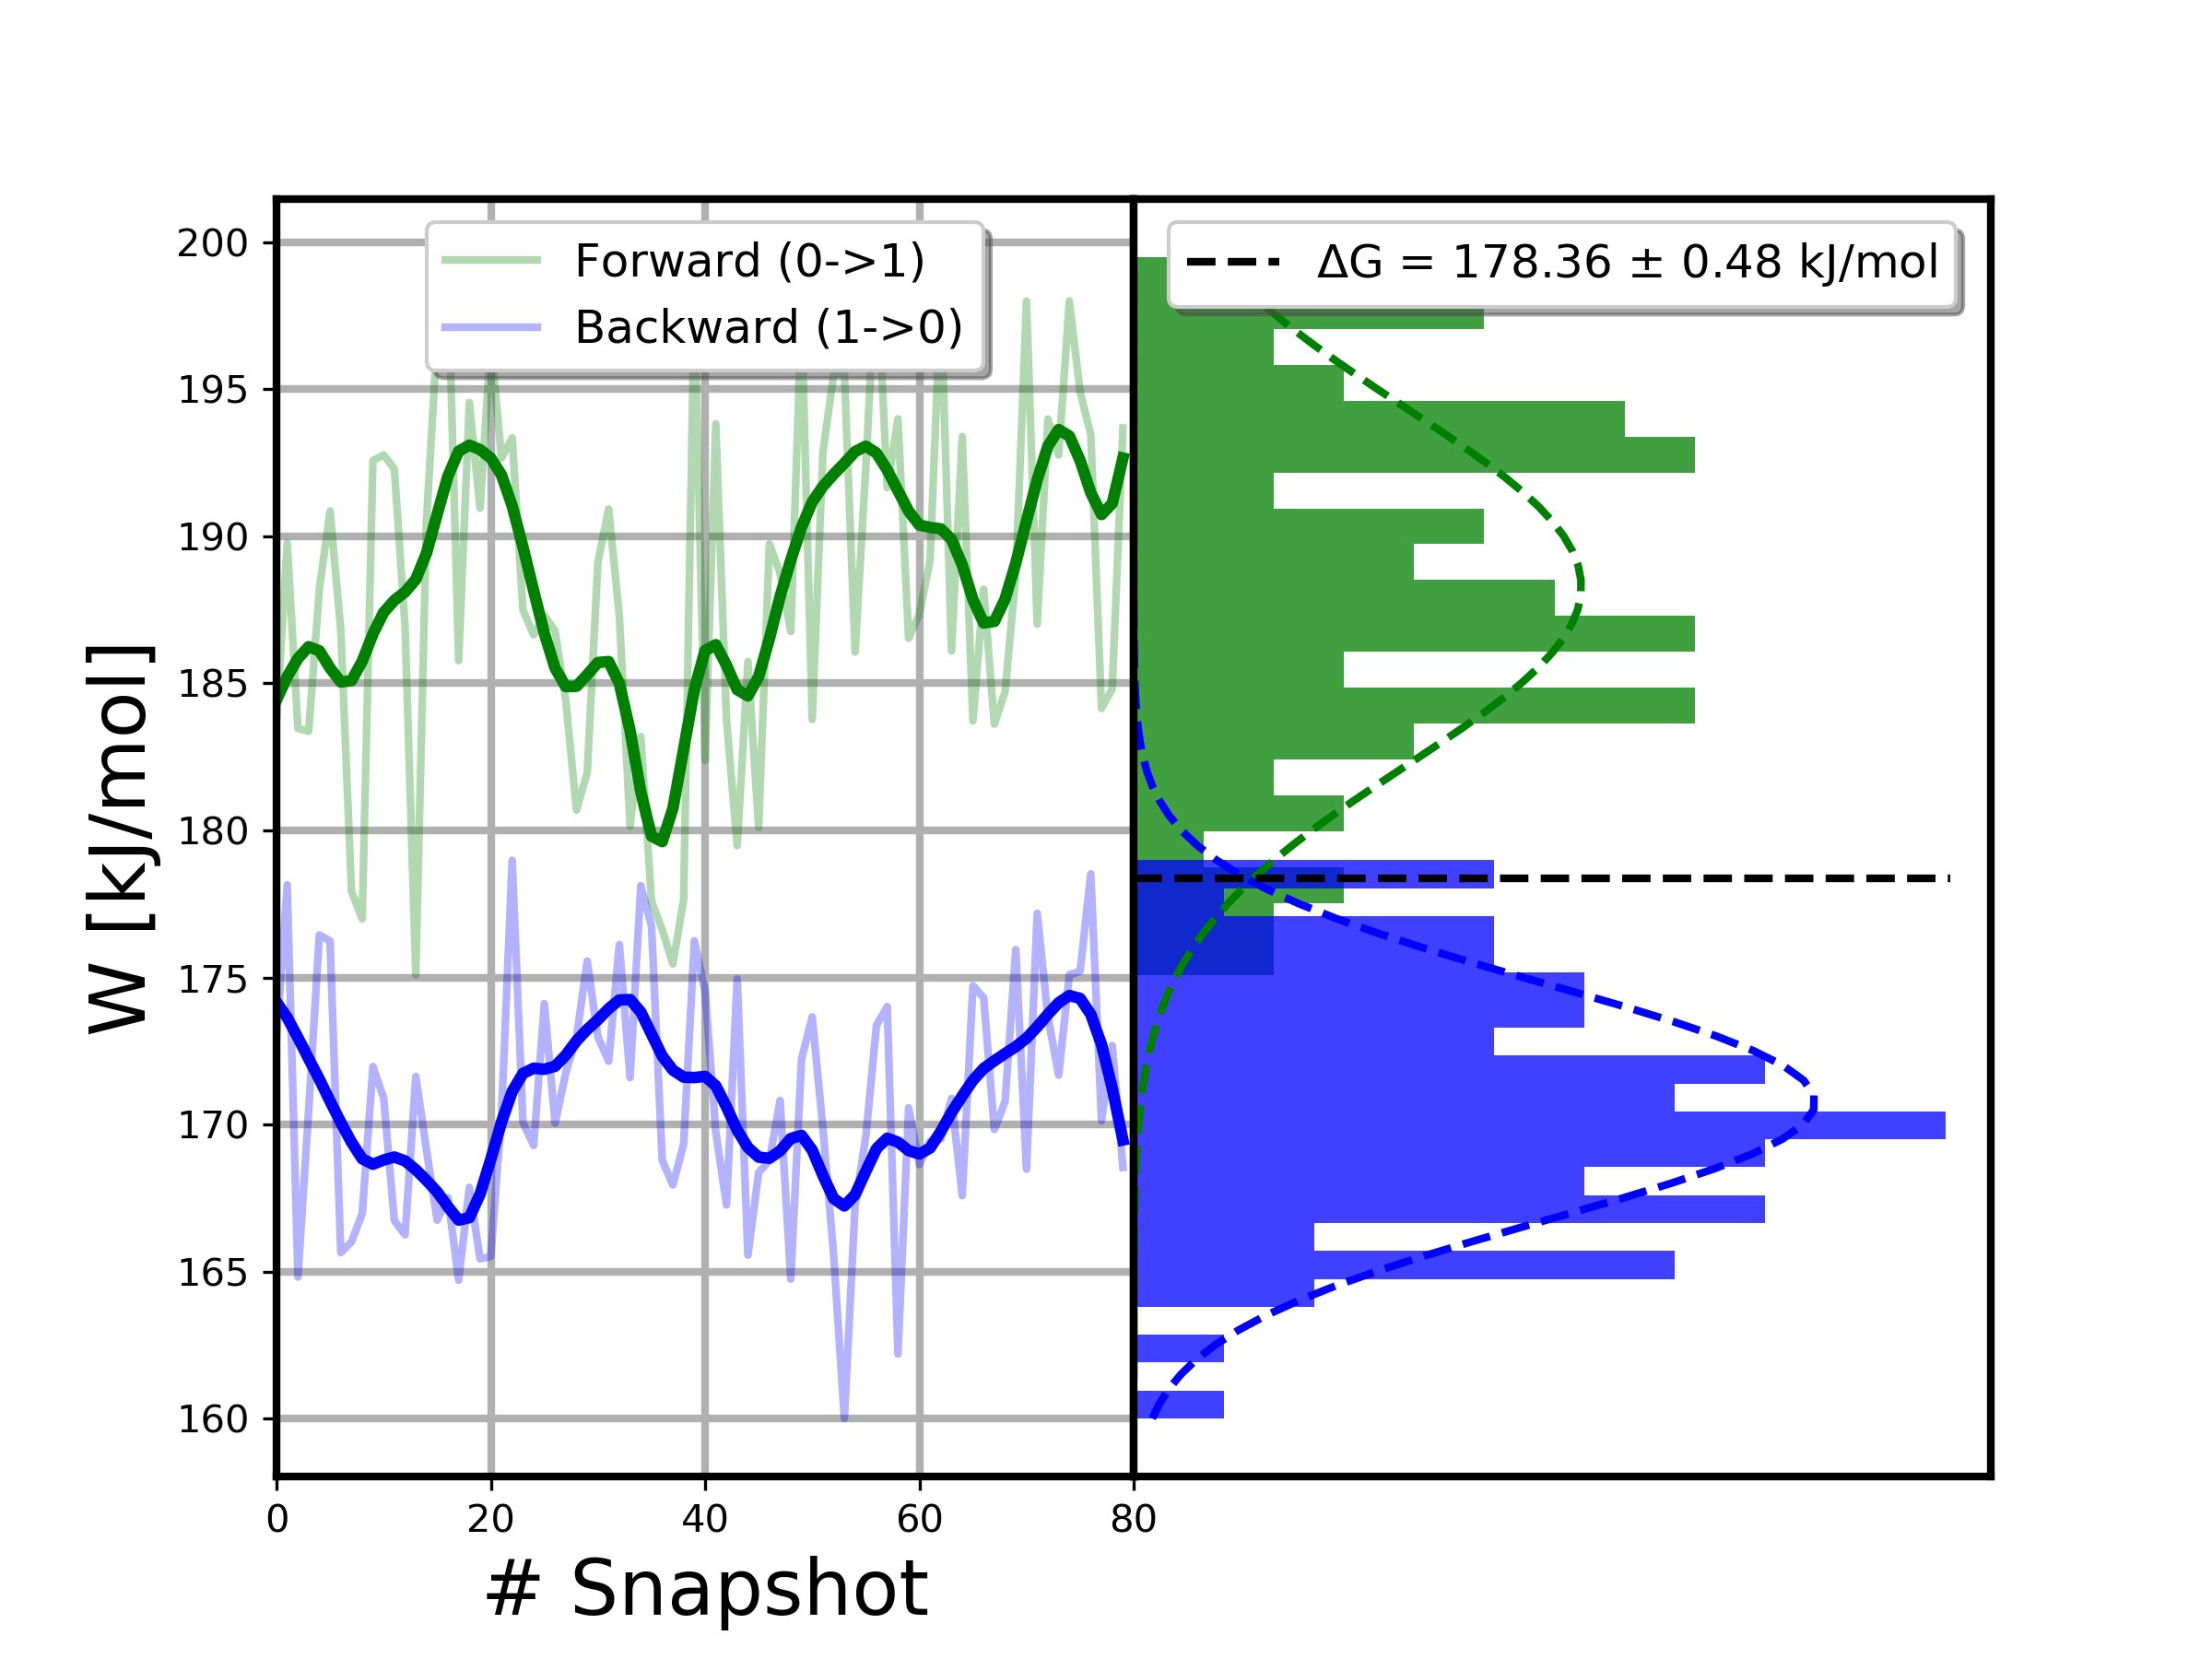 Forward (0->1)
Backward (1->0)
ΔG = 178.36 ± 0.48 kJ/mol
W [kJ/mol]
200
195
190
185
180
175
170
165
160
0
20
40
60
80
# Snapshot